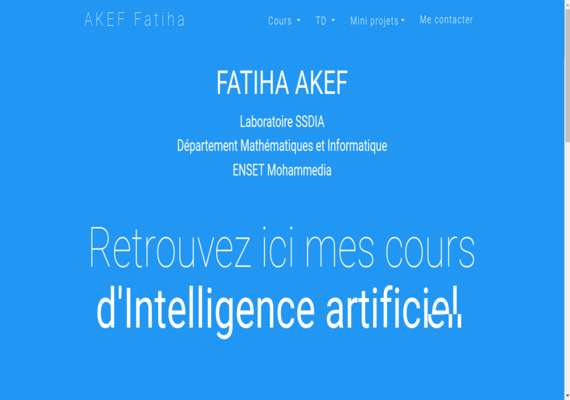 AKEF Fatiha
Cours
TD
Mini projets
Me contacter
FATIHA AKEF
Laboratoire SSDIA
Département Mathématiques et Informatique
ENSET Mohammedia
Retrouvez ici mes cours
d'Intelligence